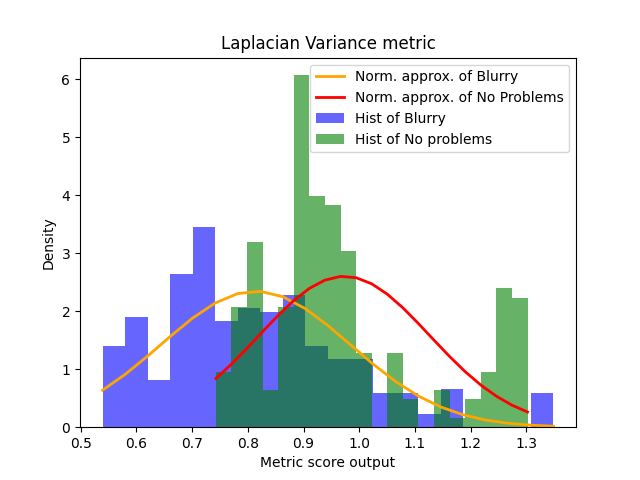 Laplacian Variance metric
Norm. approx. of Blurry
Norm. approx. of No Problems
Hist of Blurry
Hist of No problems
Density
6
5
4
3
2
1
0
0.5 0.6 0.7 0.8 0.9 1.0 1.1 1.2 1.3
Metric score output